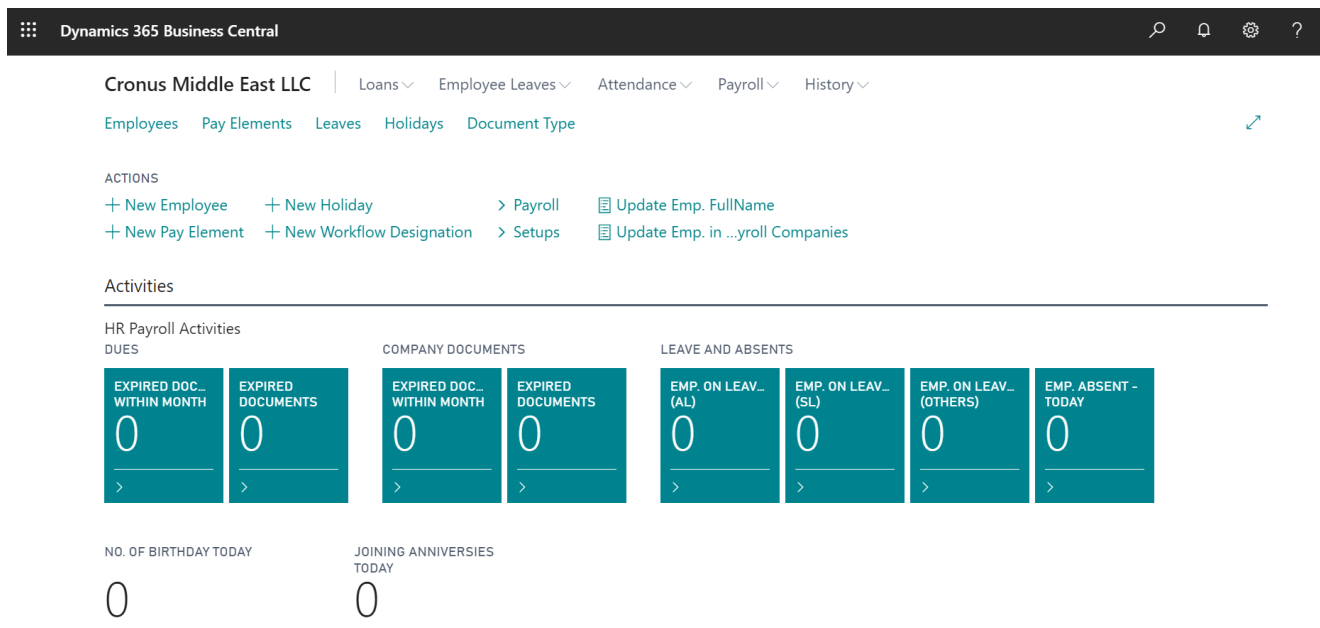 Dynamics 365 Business Central
?
Cronus Middle East LLC Loans Employee Leaves Attendance Payroll History
Employees Pay Elements Leaves Holidays Document Type
ACTIONS
+ New Employee + New Holiday > Payroll Update Emp. FullName
+ New Pay Element + New Workflow Designation > Setups Update Emp. in ...yroll Companies
Activities
HR Payroll Activities
DUES COMPANY DOCUMENTS LEAVE AND ABSENTS
EXPIRED DOC... EXPIRED EXPIRED DOC... EXPIRED EMP. ON LEAV... EMP. ON LEAV... EMP. ON LEAV... EMP. ABSENT -
WITHIN MONTH DOCUMENTS WITHIN MONTH DOCUMENTS (AL) (SL) (OTHERS) TODAY
0 0 0 0 0 0 0 0
> > > > > > > >
NO. OF BIRTHDAY TODAY JOINING ANNIVERSIES
TODAY
0 0